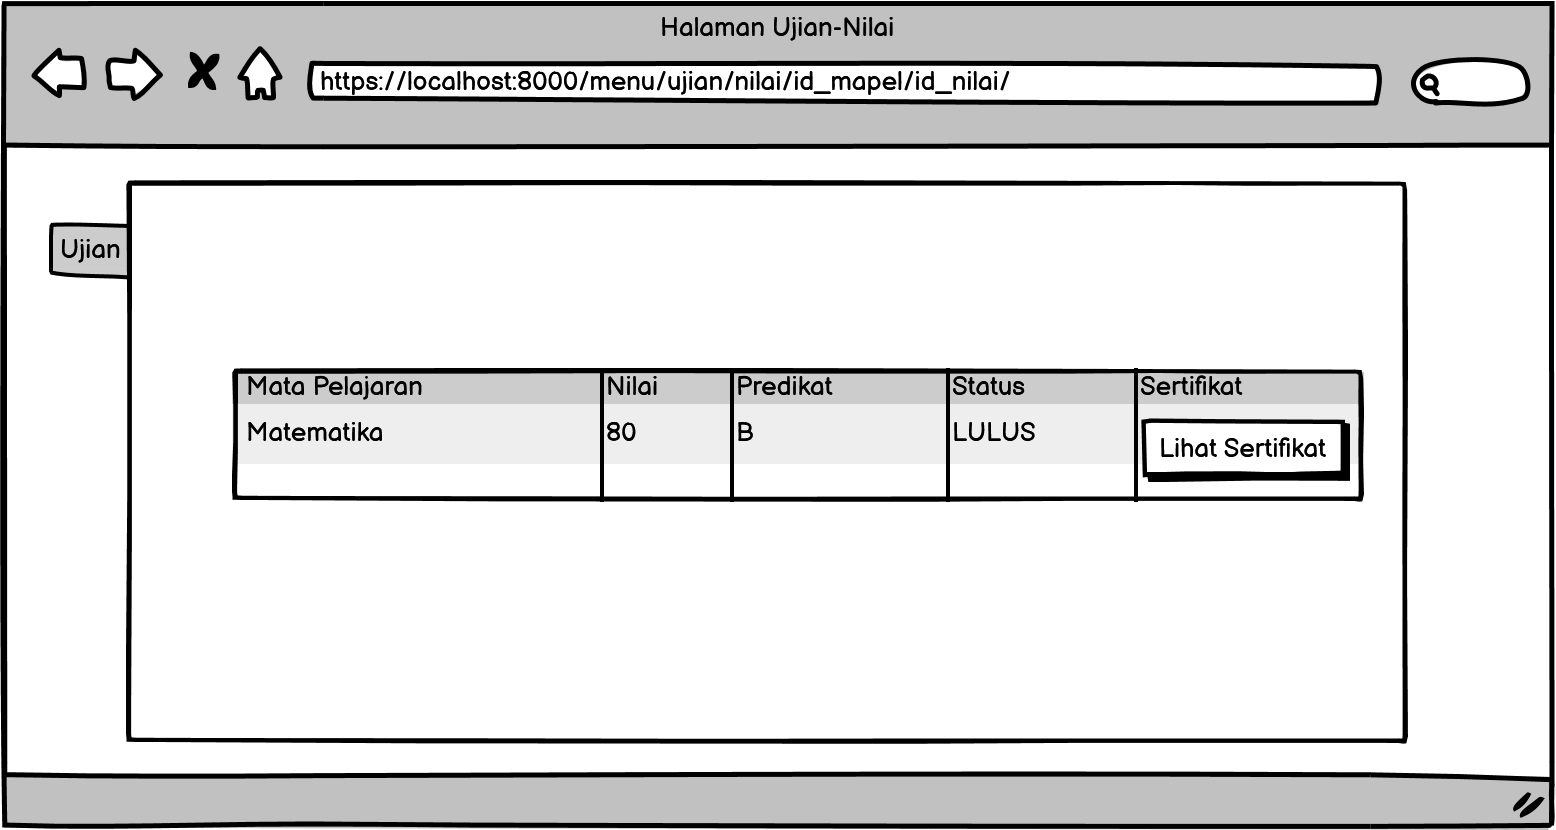 Halaman Ujian-Nilai
https://localhost:8000/menu/ujian/nilai/id_mapel/id_nilai/
Ujian
Mata Pelajaran Nilai Predikat Status Sertifikat
Matematika 80 B LULUS Lihat Sertifikat